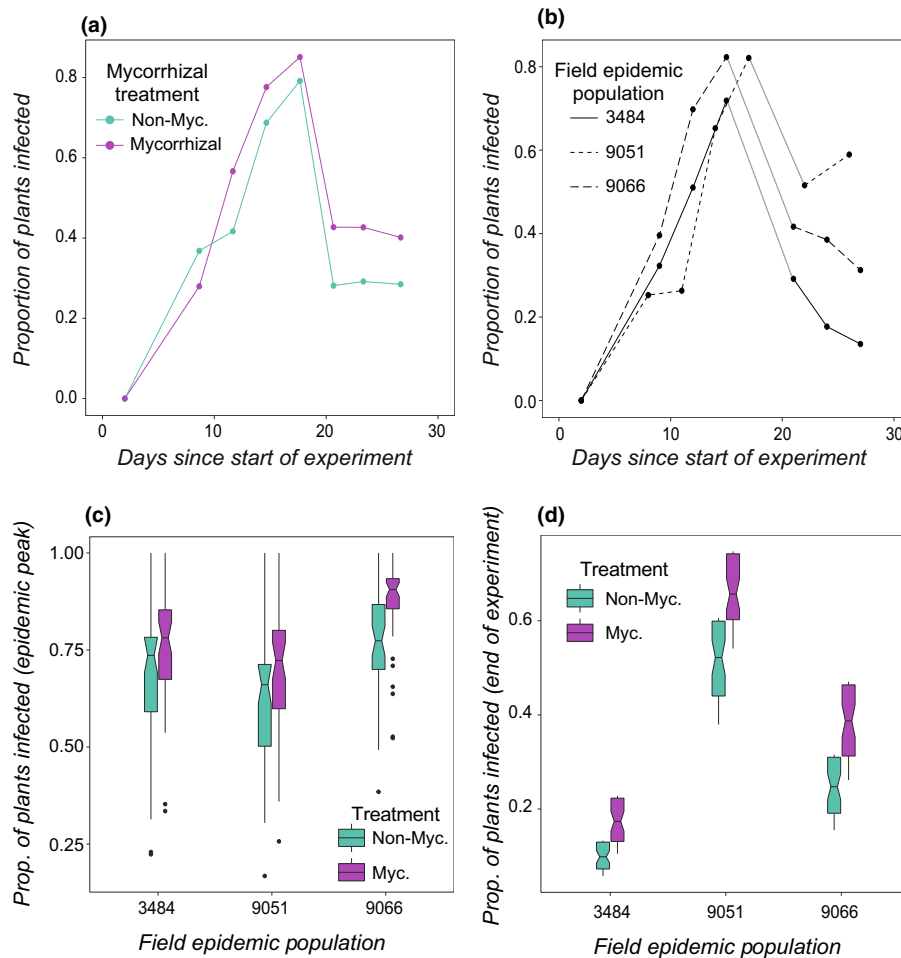 (a)
Mycorrhizal
treatment
Non-Myc.
Mycorrhizal
Proportion of plants infected
0.8
0.6
0.4
0.2
0.0
0
10
20
30
Days since start of experiment
(b)
Field epidemic
population
3484
9051
9066
Proportion of plants infected
0.8
0.6
0.4
0.2
0.0
0
10
20
30
Days since start of experiment
(c)
Prop. of plants infected (epidemic peak)
1.00
0.75
0.50
0.25
Treatment
Non-Myc.
Myc.
3484
9051
9066
Field epidemic population
(d)
Prop. of plants infected (end of experiment)
0.6
0.4
0.2
Treatment
Non-Myc.
Myc.
3484
9051
9066
Field epidemic population